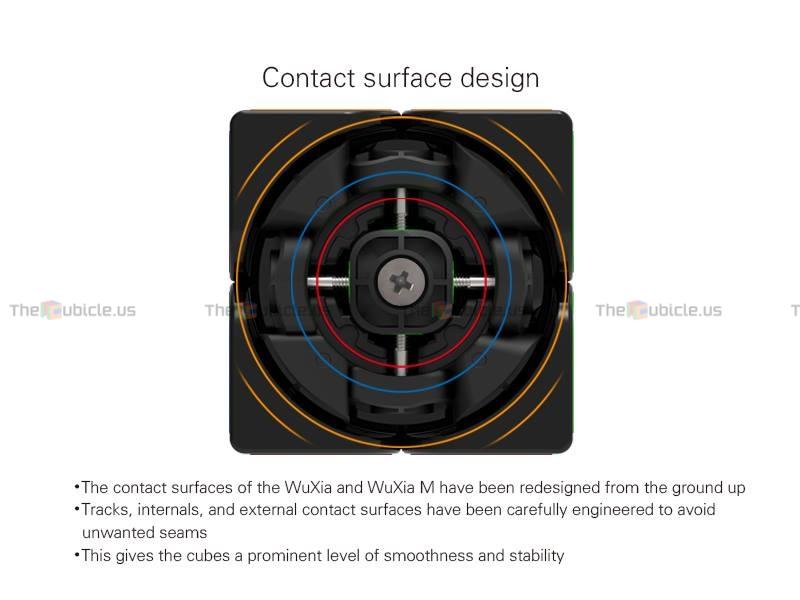 Contact surface design
TheCubicle.us TheCubicle.us TheCubicle.us T
•The contact surfaces of the WuXia and WuXia M have been redesigned from the ground up
•Tracks, internals, and external contact surfaces have been carefully engineered to avoid
unwanted seams
•This gives the cubes a prominent level of smoothness and stability